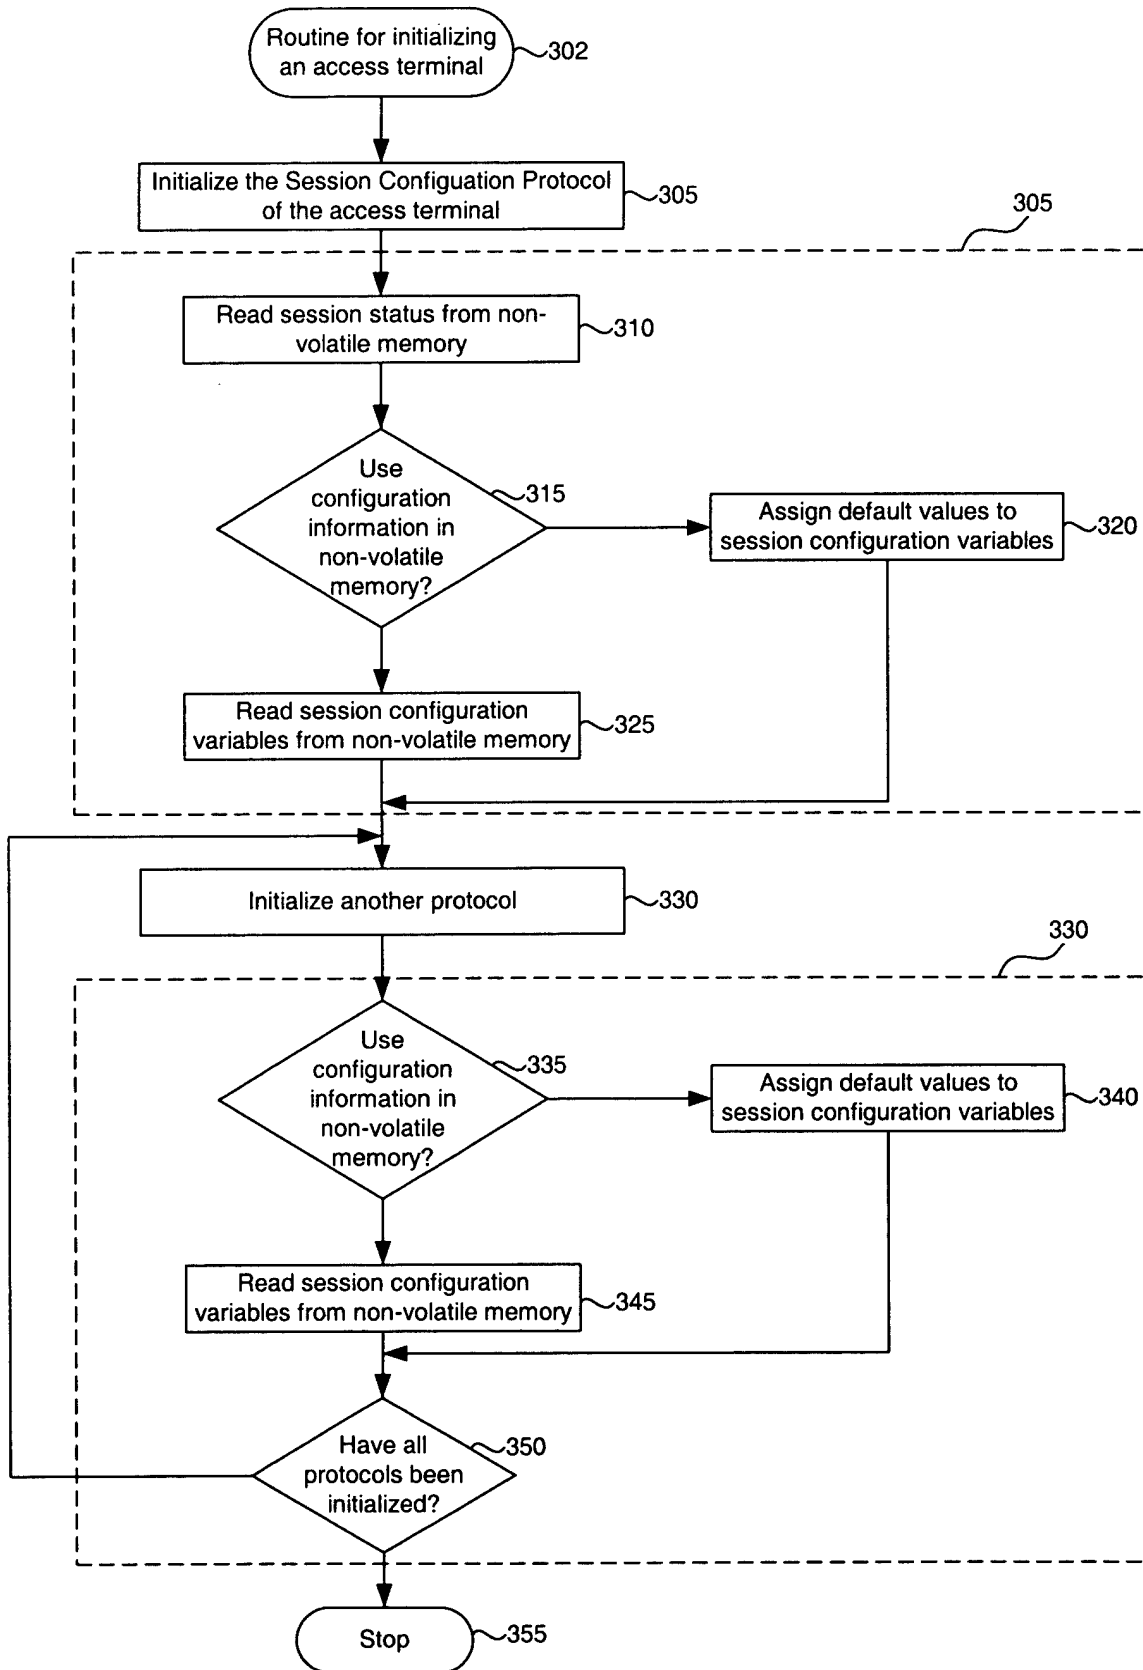 Routine for initializing
an access terminal
302
Initialize the Session Configuation Protocol
of the access terminal
305
305
Read session status from non-
volatile memory
310
Use
configuration
information in
non-volatile
memory?
315
Assign default values to
session configuration variables
320
Read session configuration
variables from non-volatile memory
325
Initialize another protocol
330
330
Use
configuration
information in
non-volatile
memory?
335
Assign default values to
session configuration variables
340
Read session configuration
variables from non-volatile memory
345
Have all
protocols been
initialized?
350
Stop
355